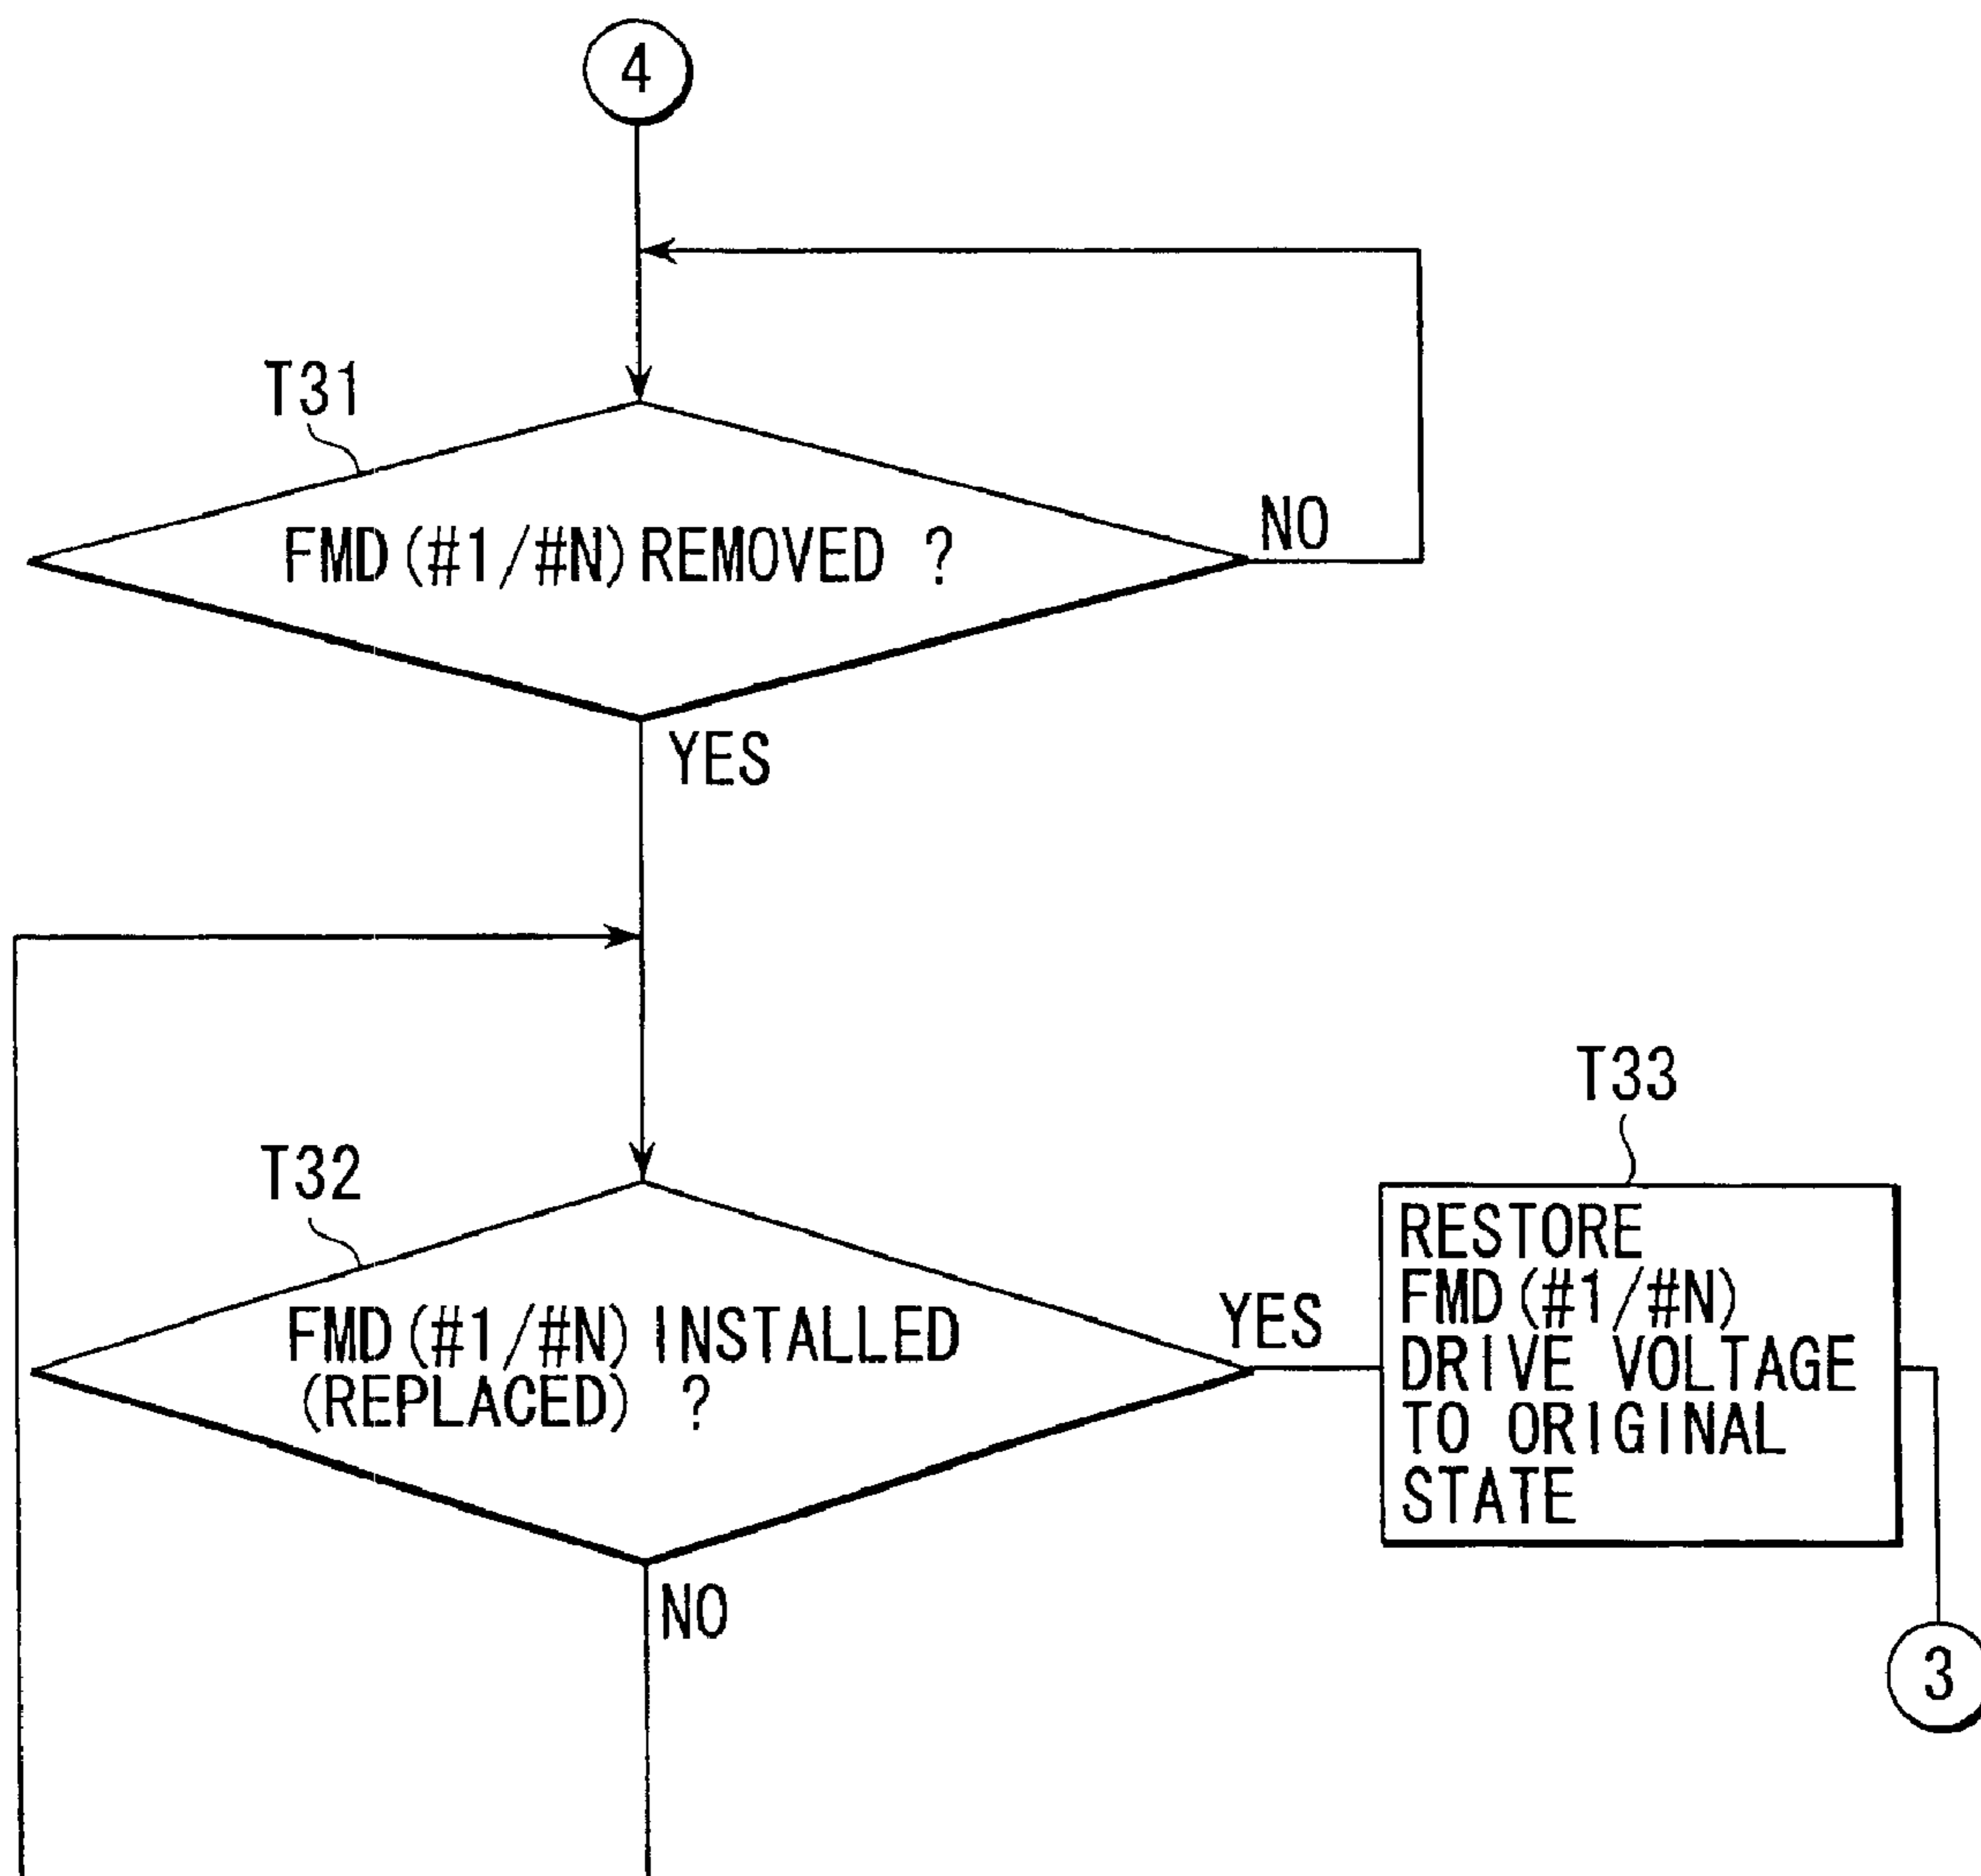 4
T31
FMD(#1/#N)REMOVED ?
NO
YES
T32
FMD(#1/#N)INSTALLED
(REPLACED) ?
YES
NO
T33
RESTORE
FMD(#1/#N)
DRIVE VOLTAGE
TO ORIGINAL
STATE
3